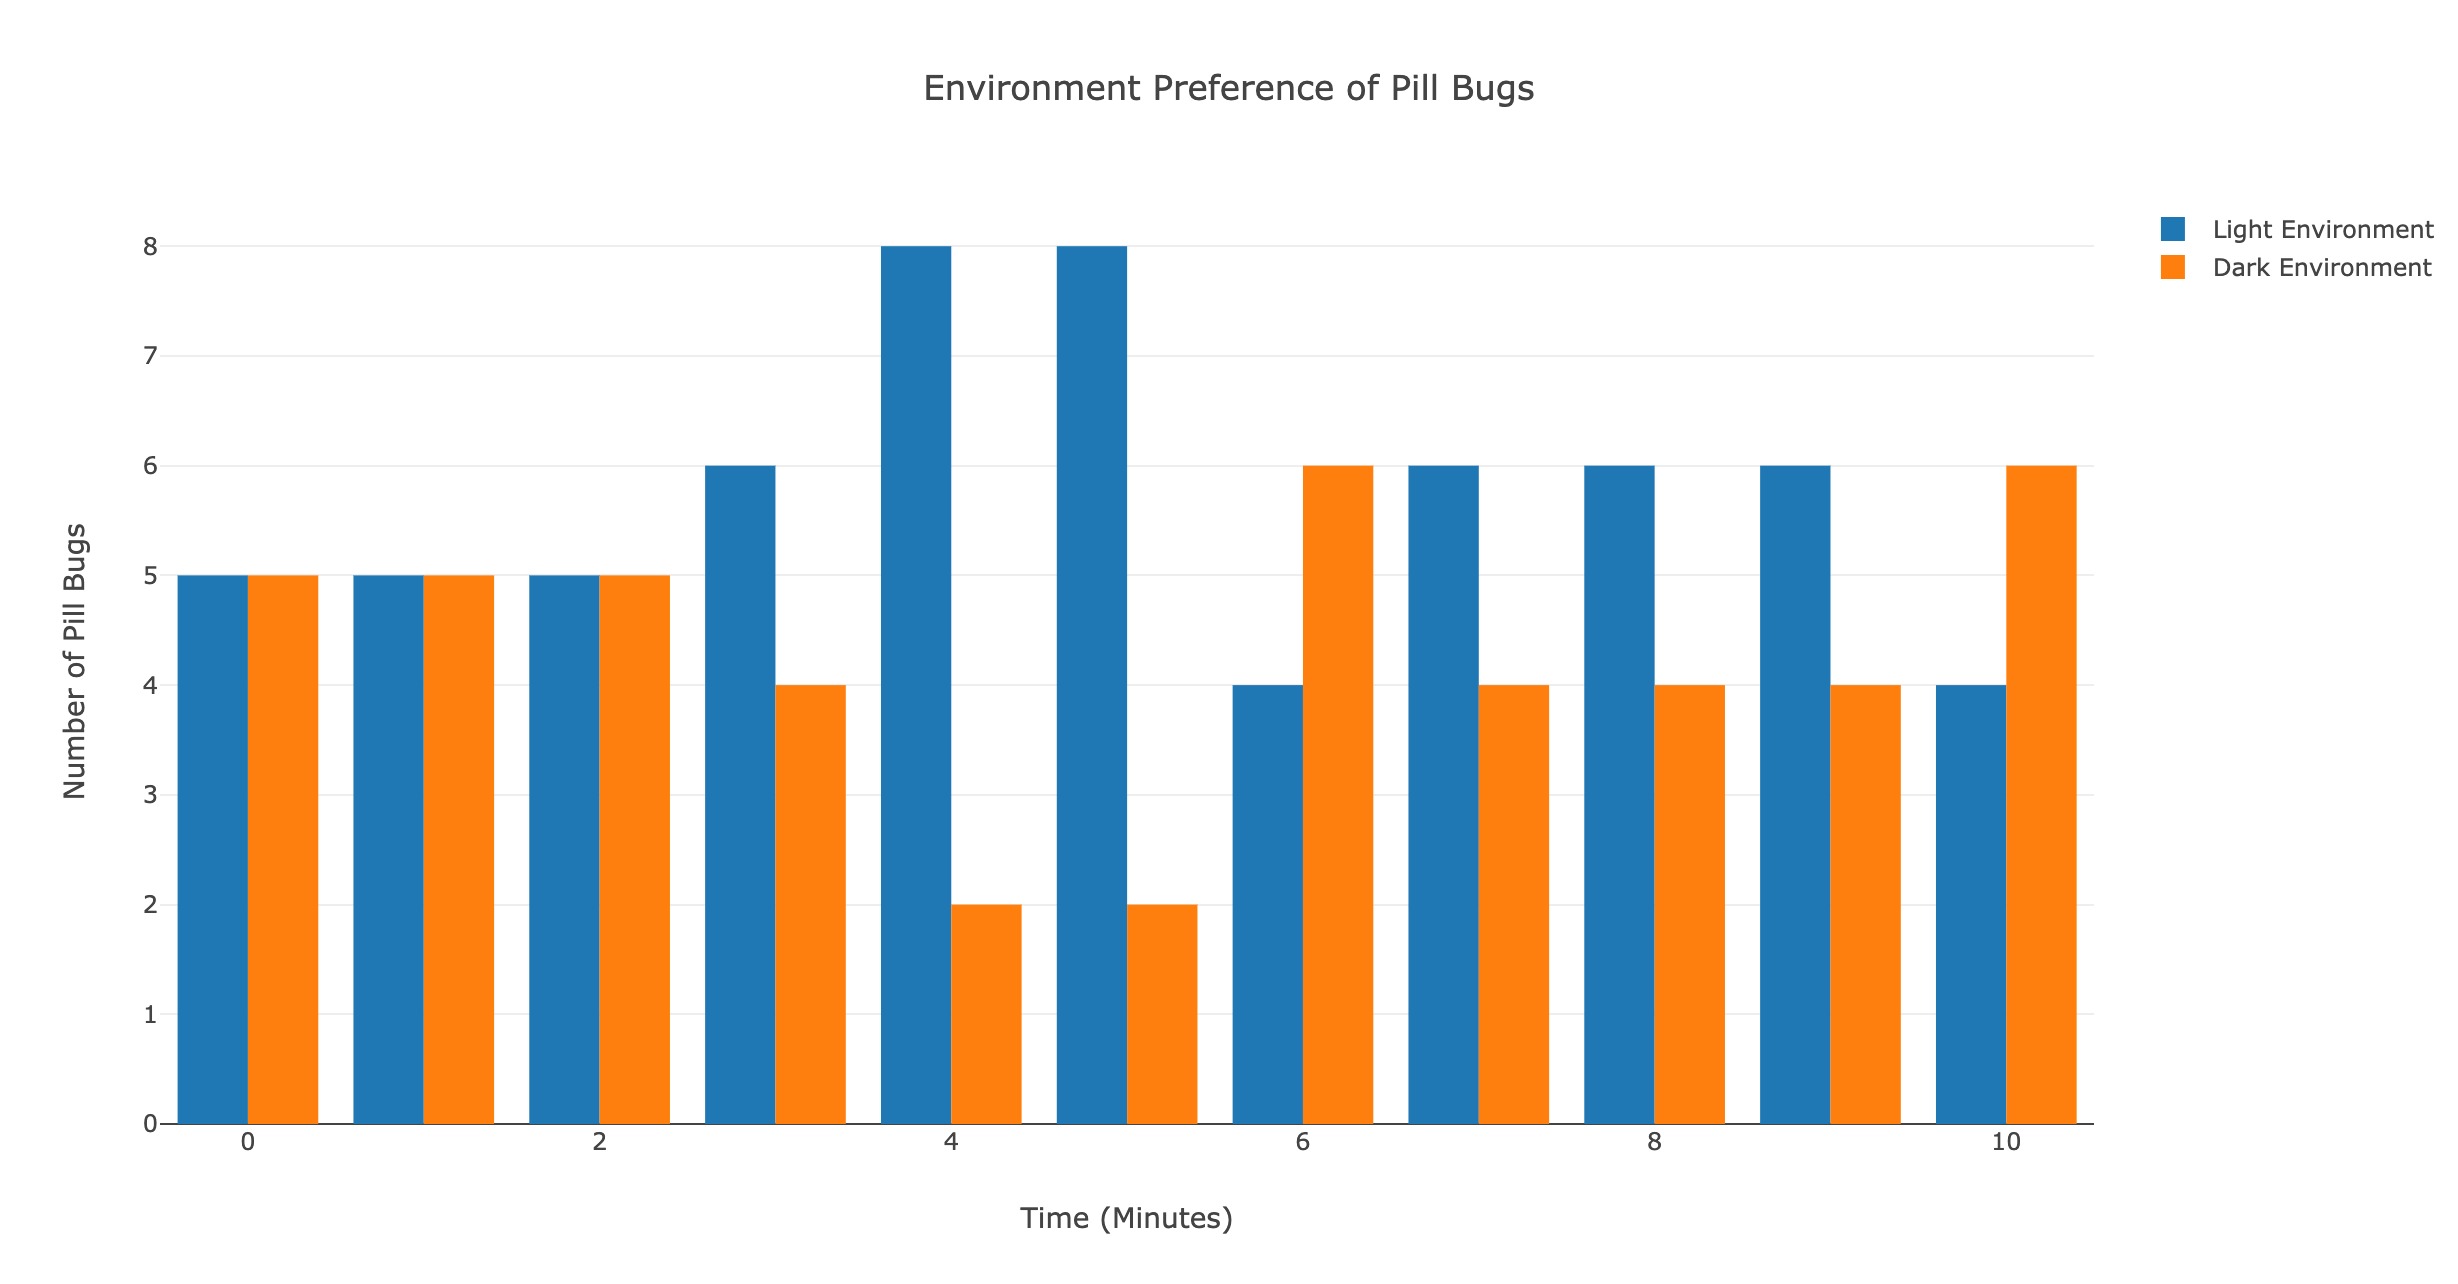 Environment Preference of Pill Bugs
Light Environment
Dark Environment
8
7
6
5
4
3
2
1
0
Number of Pill Bugs
0 2 4 6 8 10
Time (Minutes)